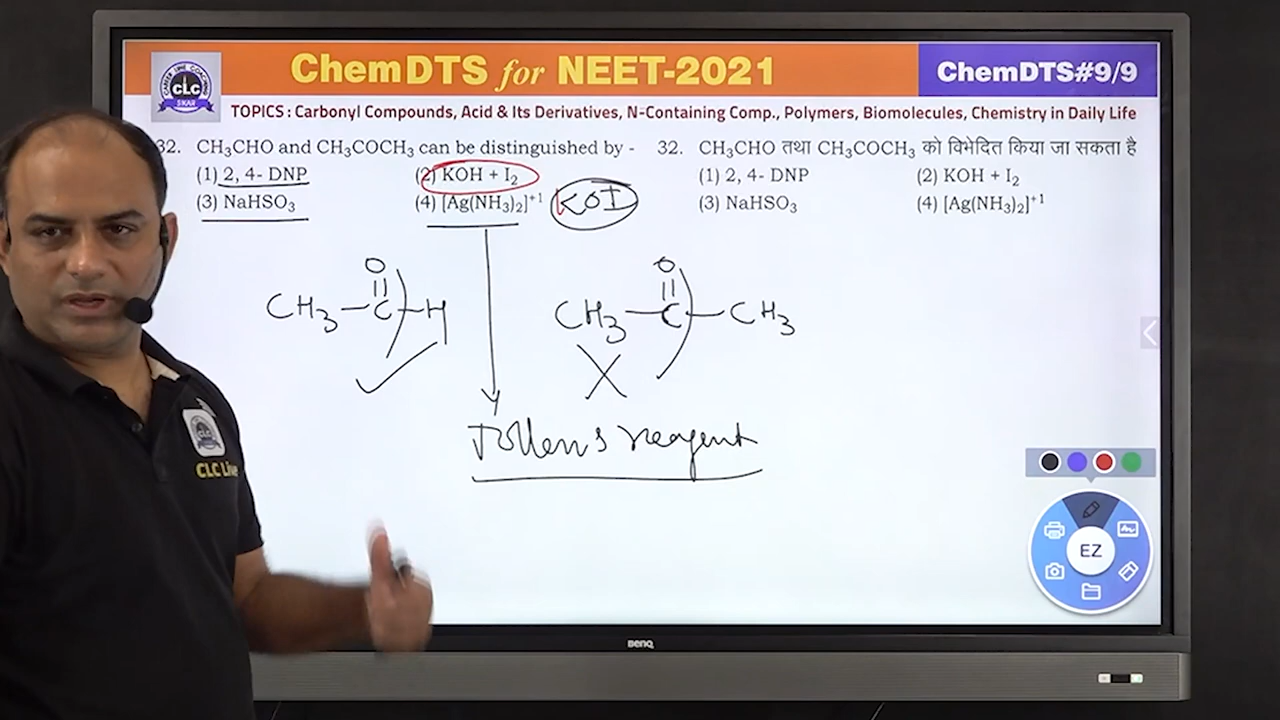 ChemDTS for NEET-2021
ChemDTS#9/9
CLC
SIKAR
TOPICS : Carbonyl Compounds, Acid & Its Derivatives, N-Containing Comp., Polymers, Biomolecules, Chemistry in Daily Life
32. CH₃CHO and CH₃COCH₃ can be distinguished by -
(1) 2, 4- DNP (2) KOH + I₂
(3) NaHSO₃ (4) [Ag(NH₃)₂]⁺¹
KOI
32. CH₃CHO तथा CH₃COCH₃ को विभेदित किया जा सकता है
(1) 2, 4- DNP (2) KOH + I₂
(3) NaHSO₃ (4) [Ag(NH₃)₂]⁺¹
O
CH₃-C-H
O
CH₃-C-CH₃
Tollen's reagent
CLC
CLC Live
EZ
BenQ